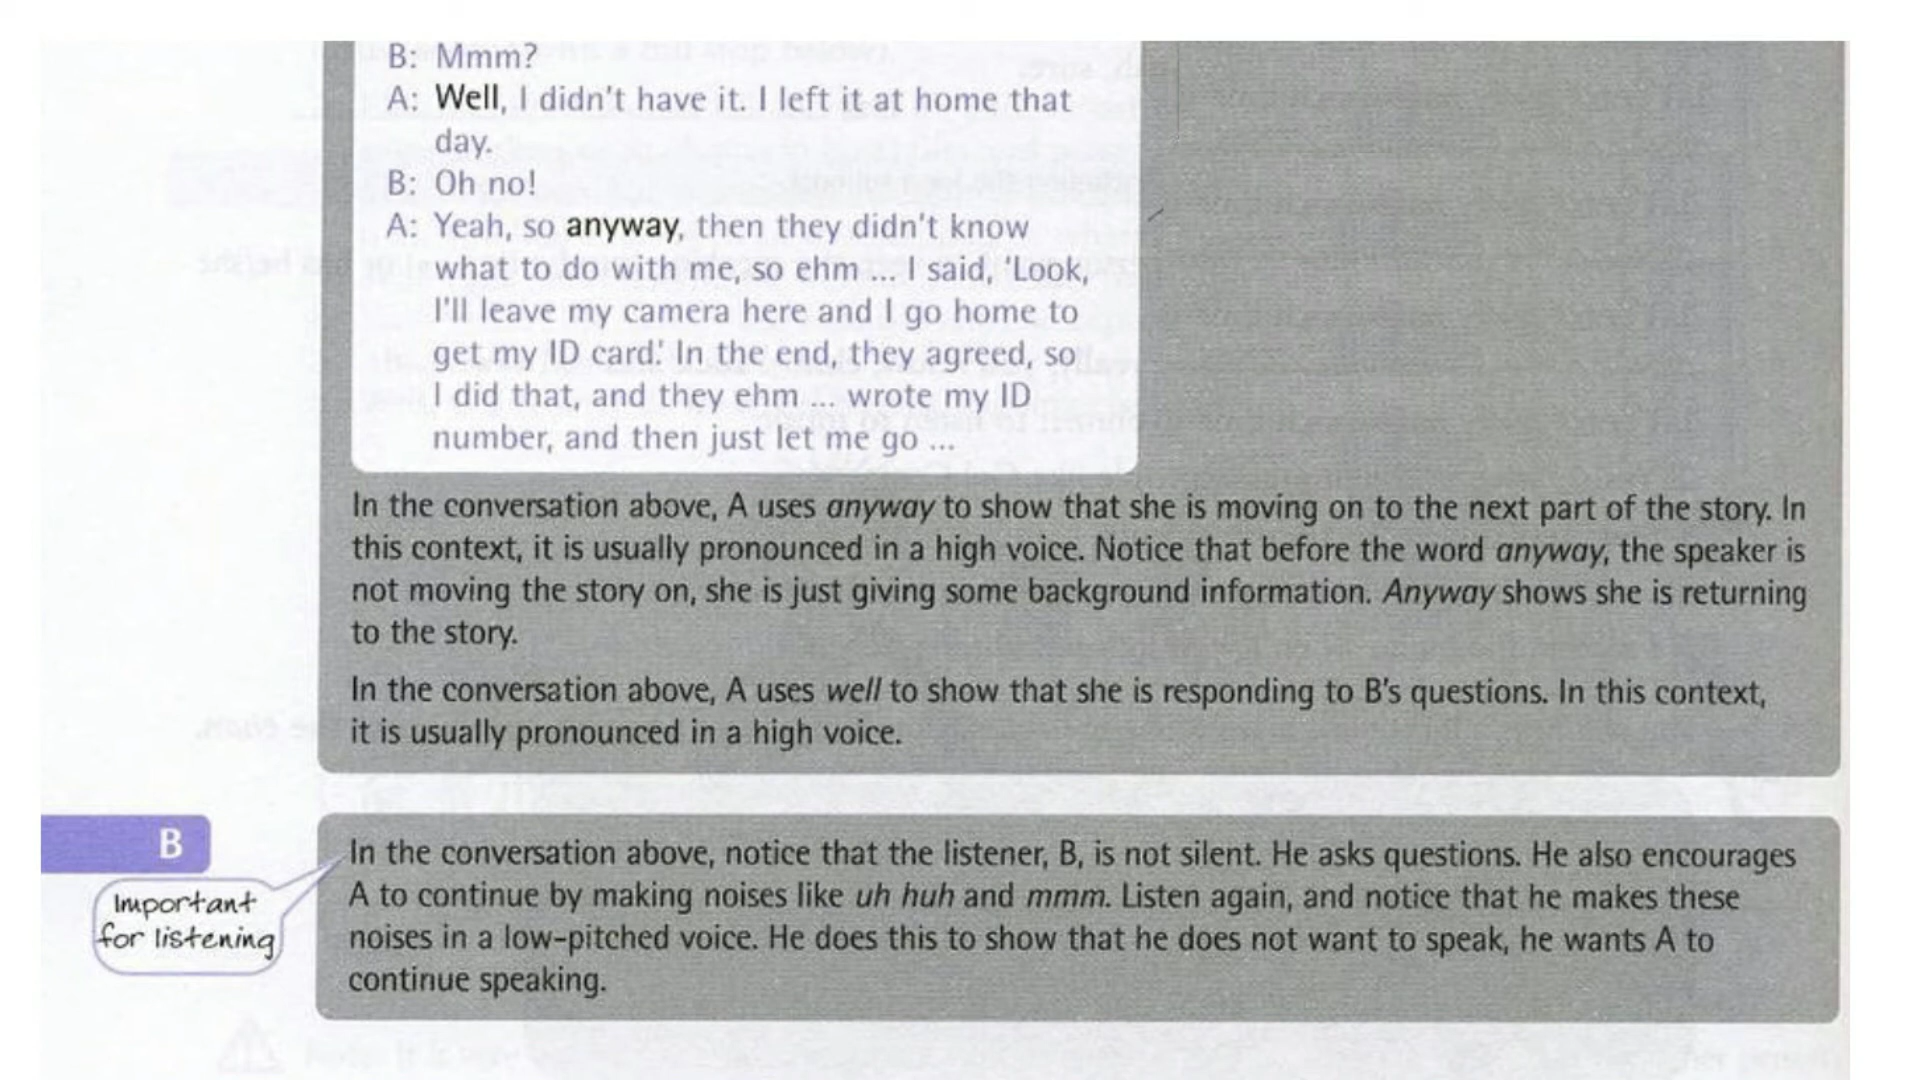 B: Mmm?
A: Well, I didn't have it. I left it at home that
day.
B: Oh no!
A: Yeah, so anyway, then they didn't know
what to do with me, so ehm ... I said, 'Look,
I'll leave my camera here and I go home to
get my ID card.' In the end, they agreed, so
I did that, and they ehm ... wrote my ID
number, and then just let me go ...
In the conversation above, A uses anyway to show that she is moving on to the next part of the story. In
this context, it is usually pronounced in a high voice. Notice that before the word anyway, the speaker is
not moving the story on, she is just giving some background information. Anyway shows she is returning
to the story.
In the conversation above, A uses well to show that she is responding to B's questions. In this context,
it is usually pronounced in a high voice.
B
Important
for listening
In the conversation above, notice that the listener, B, is not silent. He asks questions. He also encourages
A to continue by making noises like uh huh and mmm. Listen again, and notice that he makes these
noises in a low-pitched voice. He does this to show that he does not want to speak, he wants A to
continue speaking.